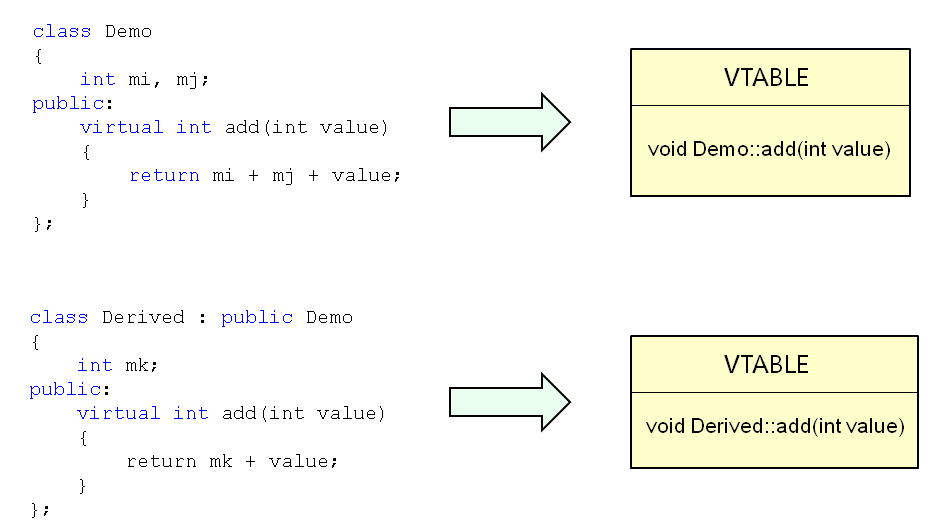 class Demo
{
    int mi, mj;
public:
    virtual int add(int value)
    {
        return mi + mj + value;
    }
};
VTABLE
void Demo::add(int value)
class Derived : public Demo
{
    int mk;
public:
    virtual int add(int value)
    {
        return mk + value;
    }
};
VTABLE
void Derived::add(int value)